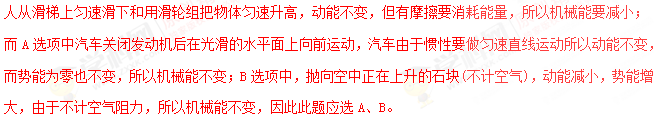 人从滑梯上匀速滑下和用滑轮组把物体匀速升高，动能不变，但有摩擦要消耗能量，所以机械能要减小；
而 A 选项中汽车关闭发动机后在光滑的水平面上向前运动，汽车由于惯性要做匀速直线运动所以动能不变，
而势能为零也不变，所以机械能不变；B 选项中，抛向空中正在上升的石块(不计空气)，动能减小，势能增
大，由于不计空气阻力，所以机械能不变，因此此题应选 A、B。